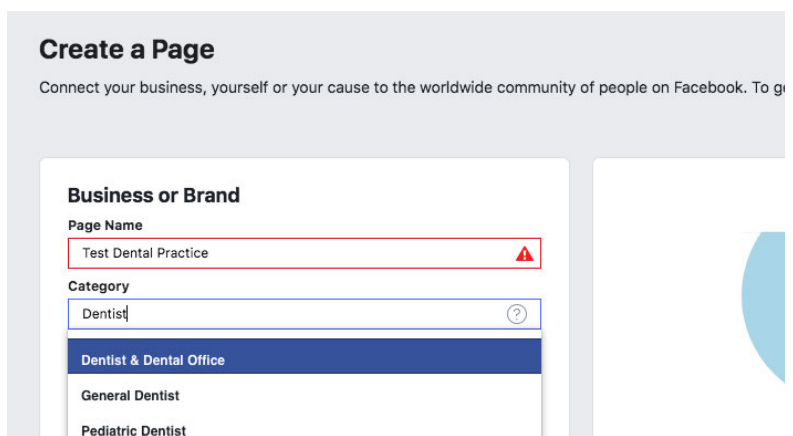 Create a Page
Connect your business, yourself or your cause to the worldwide community of people on Facebook. To ge
Business or Brand
Page Name
Test Dental Practice
Category
Dentist
?
Dentist & Dental Office
General Dentist
Pediatric Dentist